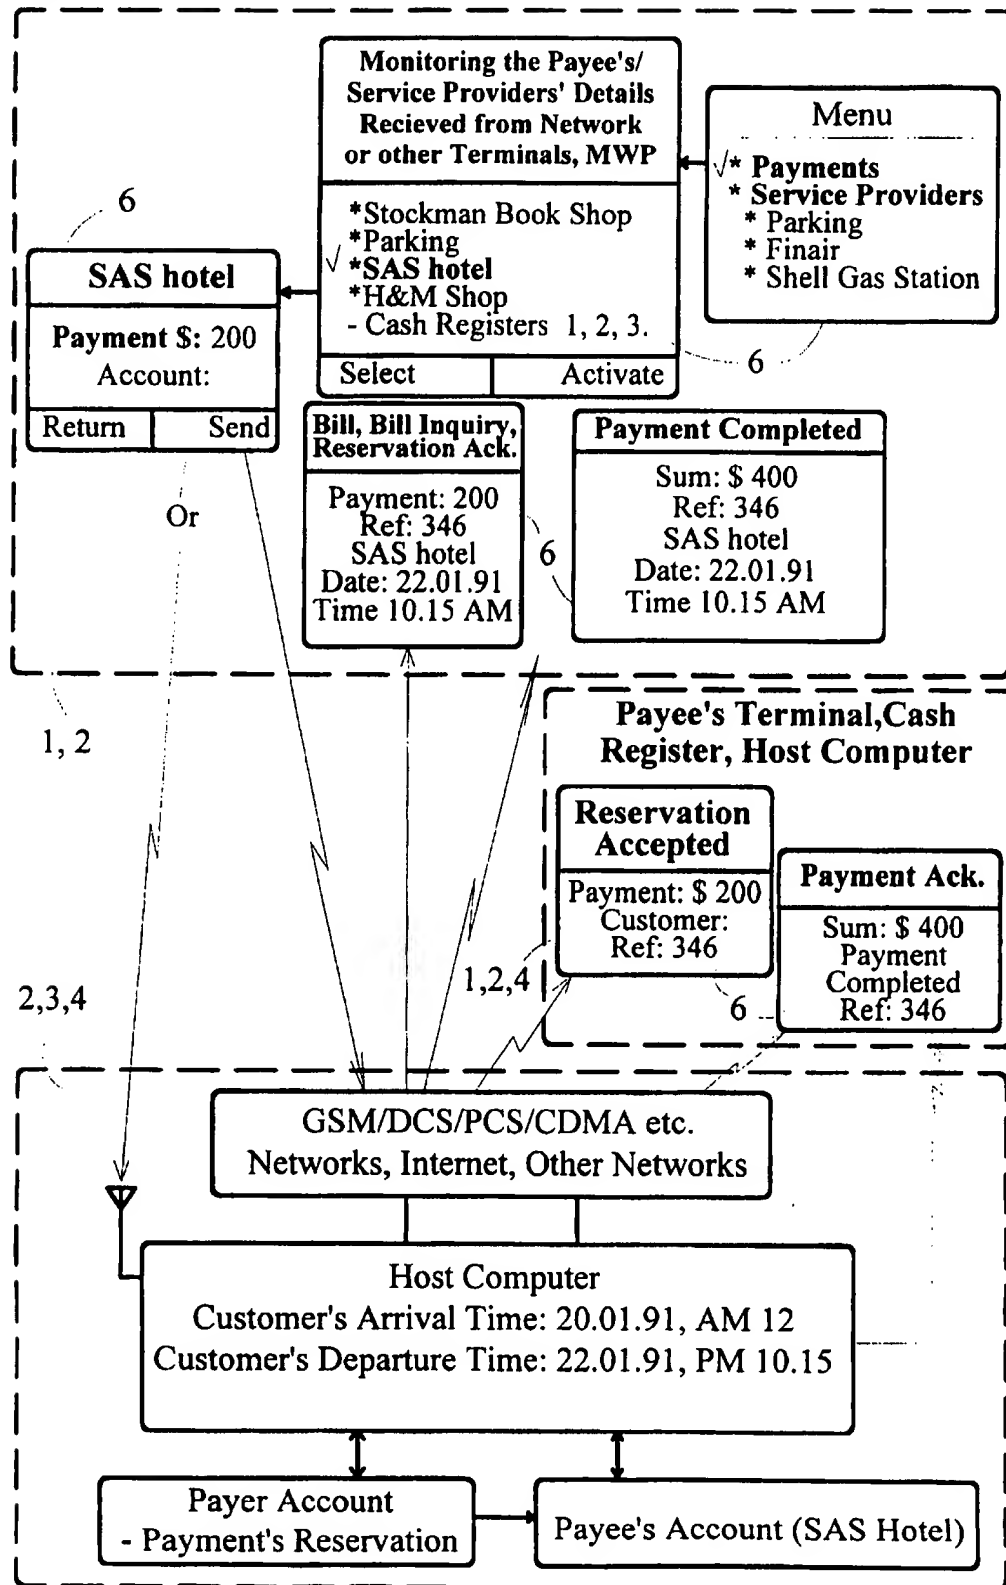 Monitoring the Payee's/
Service Providers' Details
Recieved from Network
or other Terminals, MWP
*Stockman Book Shop
*Parking
√ *SAS hotel
*H&M Shop
- Cash Registers 1, 2, 3.
Select Activate
Menu
√* Payments
* Service Providers
* Parking
* Finair
* Shell Gas Station
6
6
SAS hotel
Payment $: 200
Account:
Return Send
Or
Bill, Bill Inquiry,
Reservation Ack.
Payment: 200
Ref: 346
SAS hotel
Date: 22.01.91
Time 10.15 AM
6
Payment Completed
Sum: $ 400
Ref: 346
SAS hotel
Date: 22.01.91
Time 10.15 AM
1, 2
Payee's Terminal,Cash
Register, Host Computer
Reservation
Accepted
Payment: $ 200
Customer:
Ref: 346
Payment Ack.
Sum: $ 400
Payment
Completed
Ref: 346
1,2,4
6
2,3,4
GSM/DCS/PCS/CDMA etc.
Networks, Internet, Other Networks
Host Computer
Customer's Arrival Time: 20.01.91, AM 12
Customer's Departure Time: 22.01.91, PM 10.15
Payer Account
- Payment's Reservation
Payee's Account (SAS Hotel)